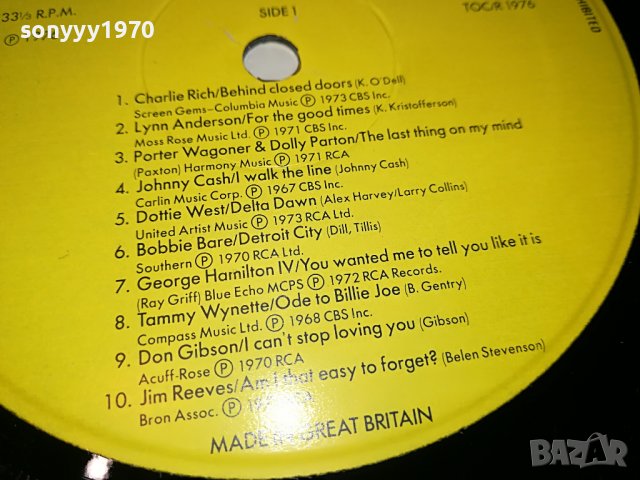 sonyyy1970
33⅓ R.P.M.
SIDE 1
TOC/R 1976
1. Charlie Rich/Behind closed doors (K. O'Dell)
Screen Gems–Columbia Music Ⓟ 1973 CBS Inc.
2. Lynn Anderson/For the good times (K. Kristofferson)
Moss Rose Music Ltd. Ⓟ 1971 CBS Inc.
3. Porter Wagoner & Dolly Parton/The last thing on my mind
(Paxton) Harmony Music Ⓟ 1971 RCA
4. Johnny Cash/I walk the line (Johnny Cash)
Carlin Music Corp. Ⓟ 1967 CBS Inc.
5. Dottie West/Delta Dawn (Alex Harvey/Larry Collins)
United Artist Music Ⓟ 1973 RCA Ltd.
6. Bobbie Bare/Detroit City (Dill, Tillis)
Southern Ⓟ 1970 RCA Ltd.
7. George Hamilton IV/You wanted me to tell you like it is
(Ray Griff) Blue Echo MCPS Ⓟ 1972 RCA Records.
8. Tammy Wynette/Ode to Billie Joe (B. Gentry)
Compass Music Ltd. Ⓟ 1968 CBS Inc.
9. Don Gibson/I can't stop loving you (Gibson)
Acuff-Rose Ⓟ 1970 RCA
10. Jim Reeves/Am I that easy to forget? (Belen Stevenson)
Bron Assoc. Ⓟ RCA
MADE IN GREAT BRITAIN
BAZAR.bg